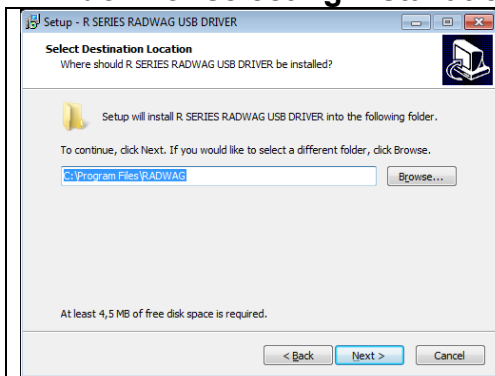 Setup - R SERIES RADWAG USB DRIVER
Select Destination Location
Where should R SERIES RADWAG USB DRIVER be installed?
Setup will install R SERIES RADWAG USB DRIVER into the following folder.
To continue, click Next. If you would like to select a different folder, click Browse.
C:\Program Files\RADWAG
Browse...
At least 4,5 MB of free disk space is required.
< Back
Next >
Cancel